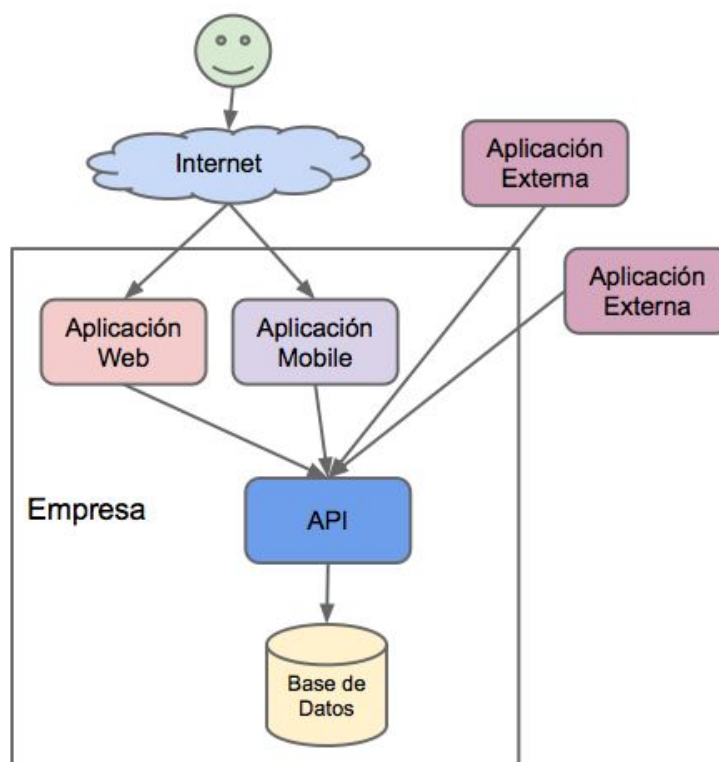 Internet
Aplicación
Externa
Aplicación
Externa
Aplicación
Web
Aplicación
Mobile
Empresa
API
Base de
Datos